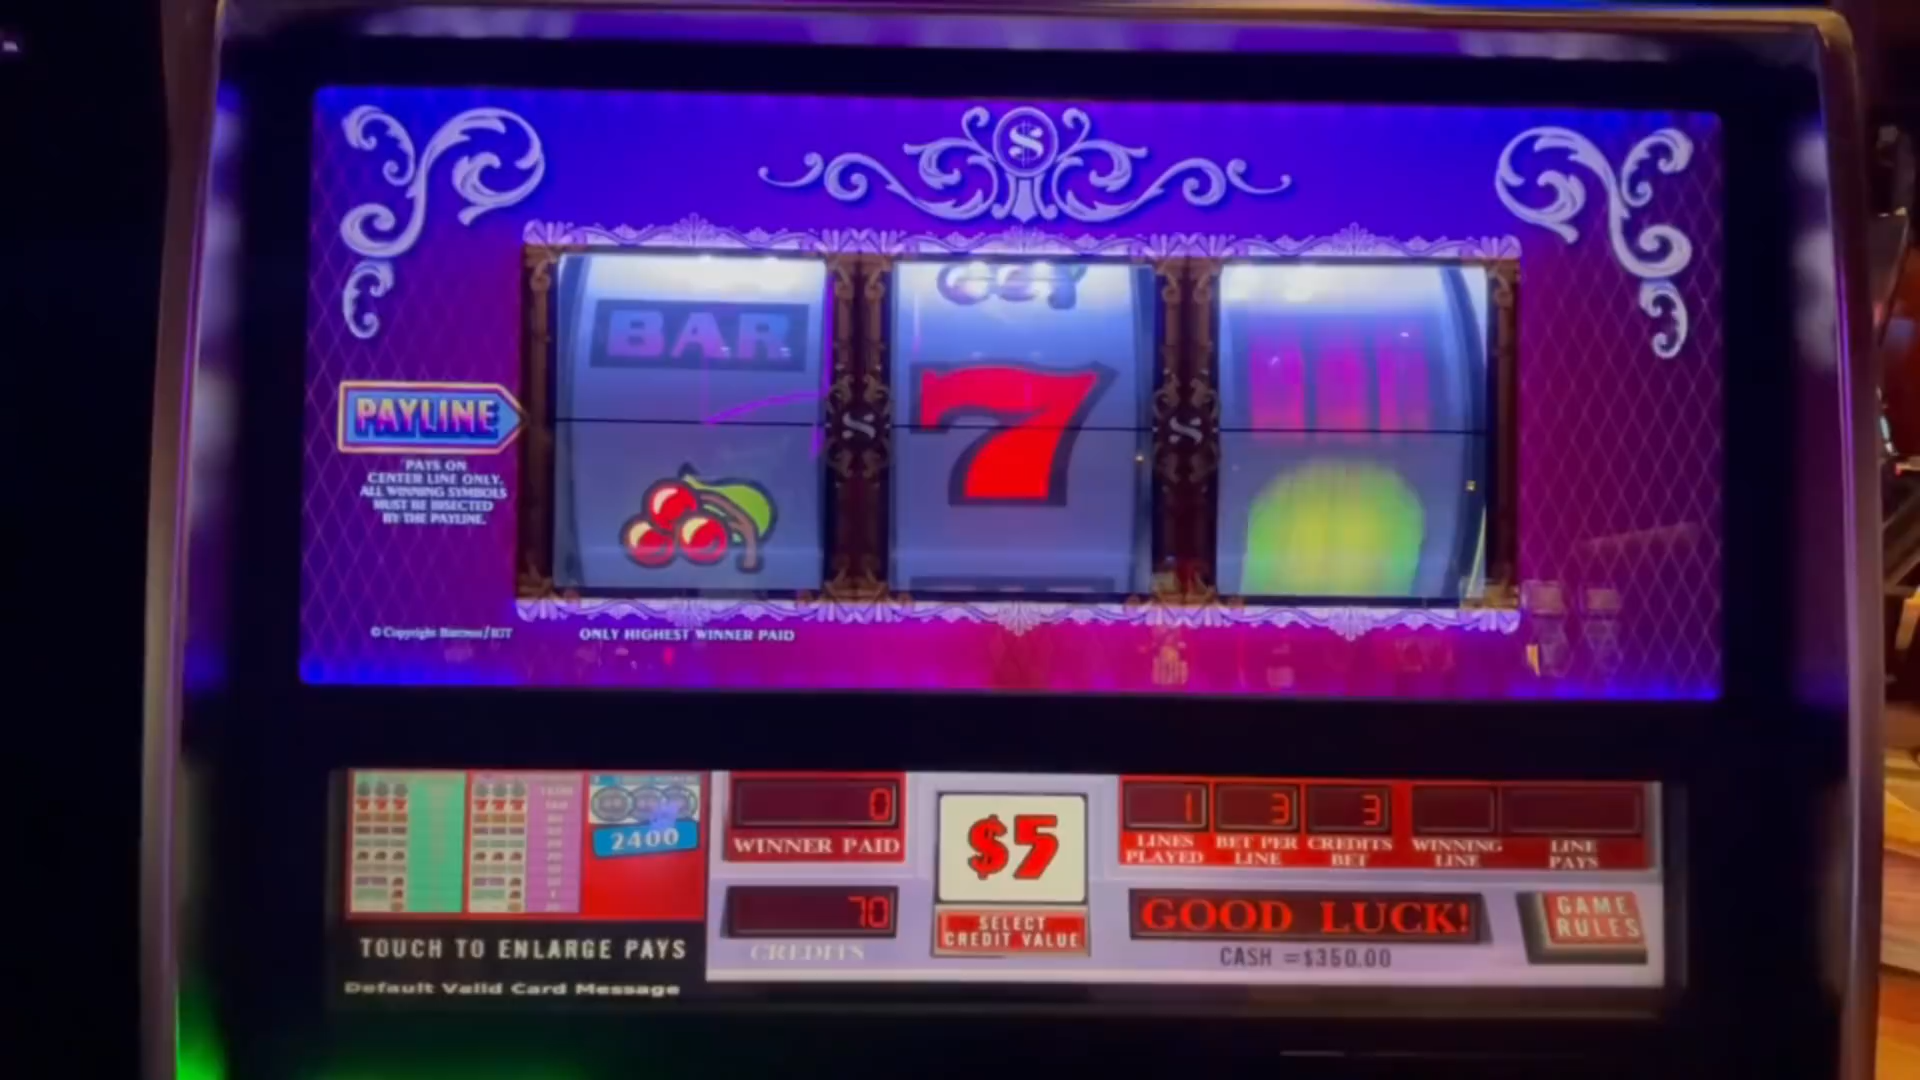 $
BAR
7
PAYLINE
PAYS ON
CENTER LINE ONLY.
ALL WINNING SYMBOLS
MUST BE BISECTED
BY THE PAYLINE.
© Copyright
ONLY HIGHEST WINNER PAID
2400
TOUCH TO ENLARGE PAYS
Default Valid Card Message
0
WINNER PAID
70
CREDITS
$5
SELECT
CREDIT VALUE
1 3 3
LINES PLAYED
BET PER LINE
CREDITS BET
WINNING LINE
LINE PAYS
GOOD LUCK!
CASH =$350.00
GAME
RULES